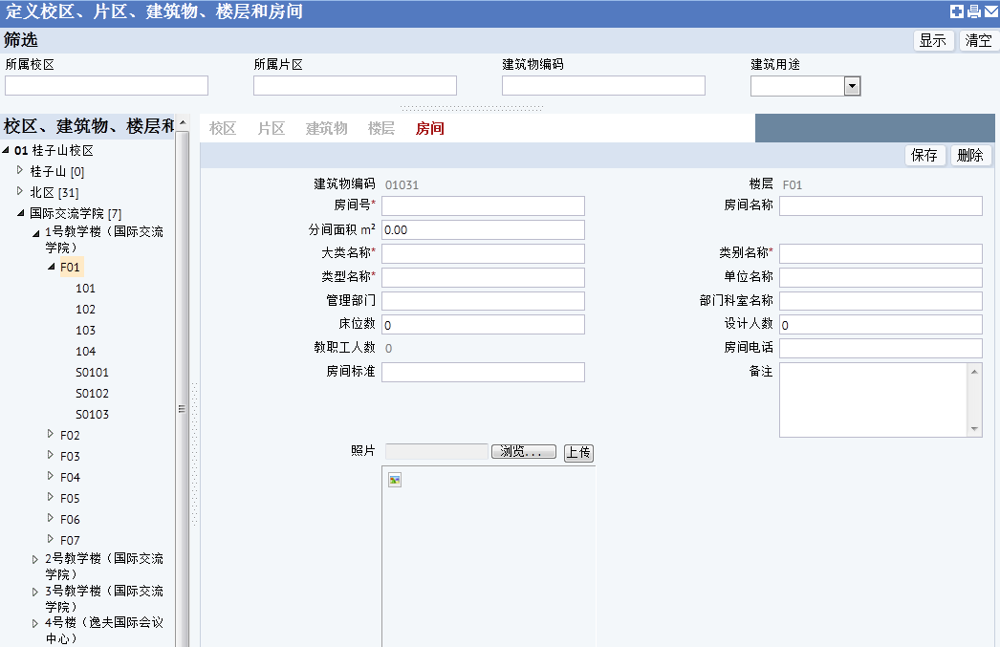 定义校区、片区、建筑物、楼层和房间
筛选
显示
清空
所属校区
所属片区
建筑物编码
建筑用途
校区、建筑物、楼层和
01 桂子山校区
桂子山 [0]
北区 [31]
国际交流学院 [7]
1号教学楼（国际交流
学院）
F01
101
102
103
104
S0101
S0102
S0103
F02
F03
F04
F05
F06
F07
2号教学楼（国际交流
学院）
3号教学楼（国际交流
学院）
4号楼（逸夫国际会议
中心）
校区 片区 建筑物 楼层 房间
保存
删除
建筑物编码 01031
楼层 F01
房间号*
房间名称
分间面积 m² 0.00
大类名称*
类别名称*
类型名称*
单位名称
管理部门
部门科室名称
床位数 0
设计人数 0
教职工人数 0
房间电话
房间标准
备注
照片
浏览...
上传